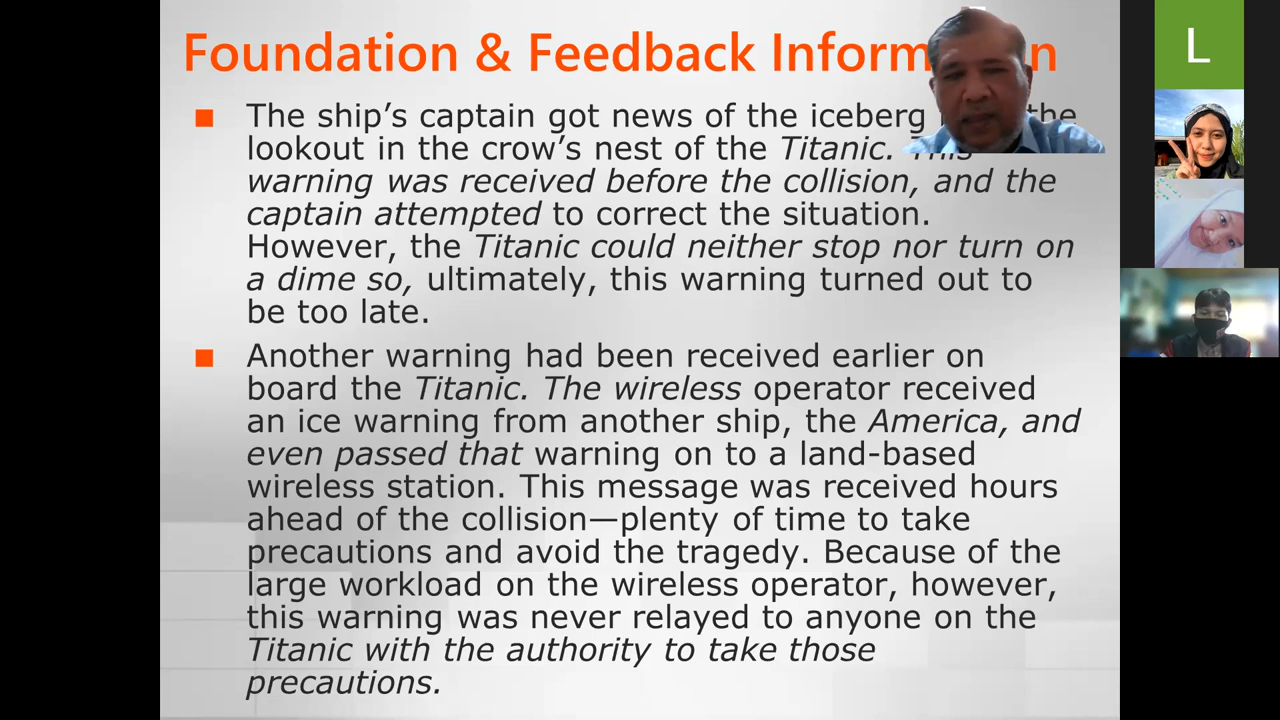 Foundation & Feedback Inform n
The ship's captain got news of the iceberg the
lookout in the crow's nest of the Titanic. This
warning was received before the collision, and the
captain attempted to correct the situation.
However, the Titanic could neither stop nor turn on
a dime so, ultimately, this warning turned out to
be too late.
Another warning had been received earlier on
board the Titanic. The wireless operator received
an ice warning from another ship, the America, and
even passed that warning on to a land-based
wireless station. This message was received hours
ahead of the collision—plenty of time to take
precautions and avoid the tragedy. Because of the
large workload on the wireless operator, however,
this warning was never relayed to anyone on the
Titanic with the authority to take those
precautions.
L